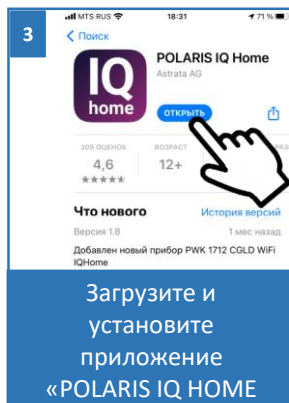 3
MTS RUS 18:31 71 %
Поиск
IQ
home
POLARIS IQ Home
Astrata AG
ОТКРЫТЬ
309 ОЦЕНОК ВОЗРАСТ
4,6 12+
★★★★★
Что нового История версий
Версия 1.8 1 мес назад
Добавлен новый прибор PWK 1712 CGLD WiFi
IQHome
Загрузите и
установите
приложение
«POLARIS IQ HOME